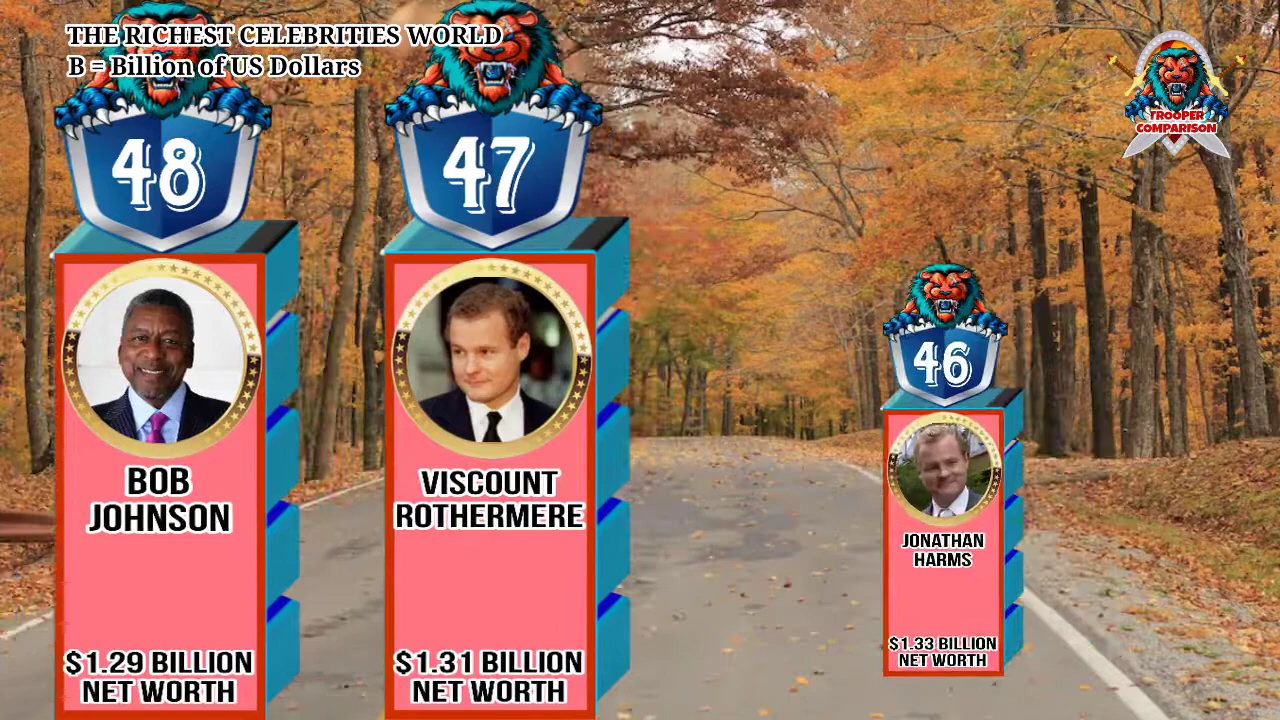 THE RICHEST CELEBRITIES WORLD
B = Billion of US Dollars
TROOPER
COMPARISON
48
BOB
JOHNSON
$1.29 BILLION
NET WORTH
47
VISCOUNT
ROTHERMERE
$1.31 BILLION
NET WORTH
46
JONATHAN
HARMS
$1.33 BILLION
NET WORTH